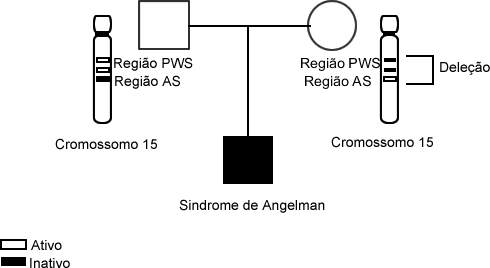 Região PWS
Região AS
Cromossomo 15
Região PWS
Região AS
Deleção
Cromossomo 15
Sindrome de Angelman
Ativo
Inativo